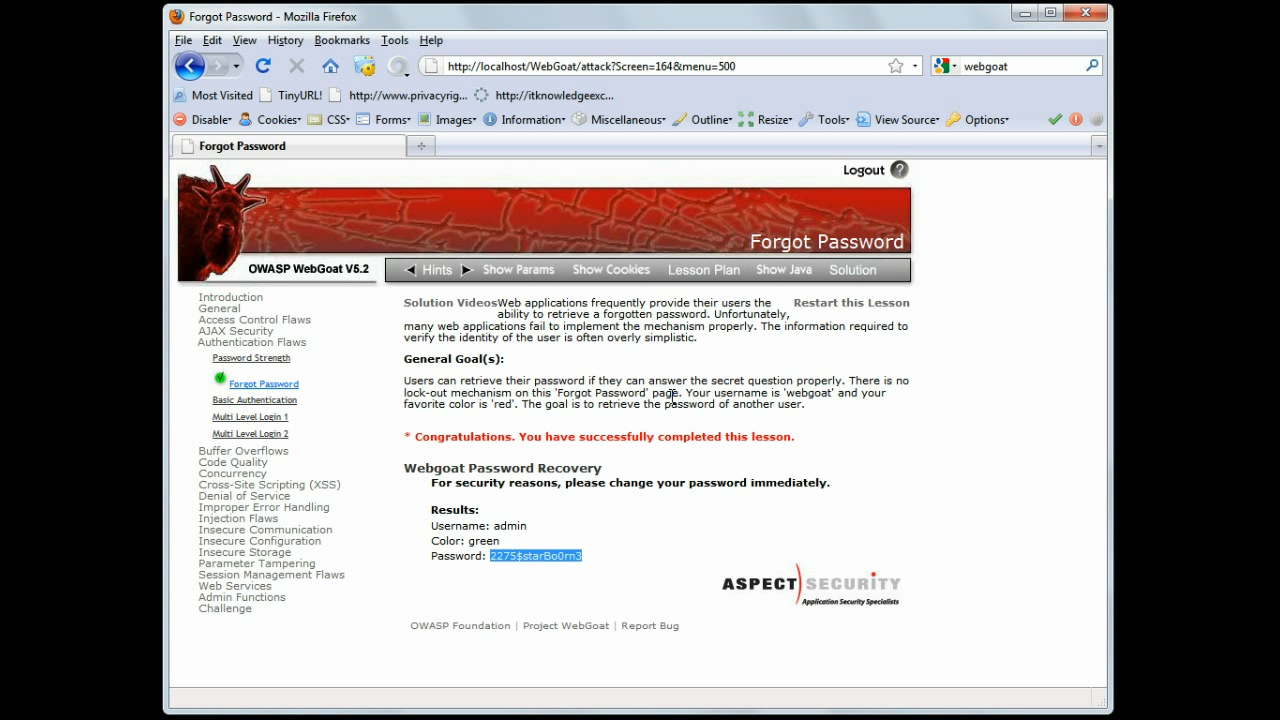 Forgot Password - Mozilla Firefox
File Edit View History Bookmarks Tools Help
http://localhost/WebGoat/attack?Screen=164&menu=500 webgoat
Most Visited TinyURL! http://www.privacyrig... http://itknowledgeexc...
Disable Cookies CSS Forms Images Information Miscellaneous Outline Resize Tools View Source Options
Forgot Password
Logout ?
Forgot Password
OWASP WebGoat V5.2
Hints Show Params Show Cookies Lesson Plan Show Java Solution
Introduction
General
Access Control Flaws
AJAX Security
Authentication Flaws
Password Strength
Forgot Password
Basic Authentication
Multi Level Login 1
Multi Level Login 2
Buffer Overflows
Code Quality
Concurrency
Cross-Site Scripting (XSS)
Denial of Service
Improper Error Handling
Injection Flaws
Insecure Communication
Insecure Configuration
Insecure Storage
Parameter Tampering
Session Management Flaws
Web Services
Admin Functions
Challenge
Solution Videos Web applications frequently provide their users the Restart this Lesson
ability to retrieve a forgotten password. Unfortunately,
many web applications fail to implement the mechanism properly. The information required to
verify the identity of the user is often overly simplistic.
General Goal(s):
Users can retrieve their password if they can answer the secret question properly. There is no
lock-out mechanism on this 'Forgot Password' page. Your username is 'webgoat' and your
favorite color is 'red'. The goal is to retrieve the password of another user.
* Congratulations. You have successfully completed this lesson.
Webgoat Password Recovery
For security reasons, please change your password immediately.
Results:
Username: admin
Color: green
Password: 2275$starBo0rn3
ASPECT SECURITY
Application Security Specialists
OWASP Foundation | Project WebGoat | Report Bug